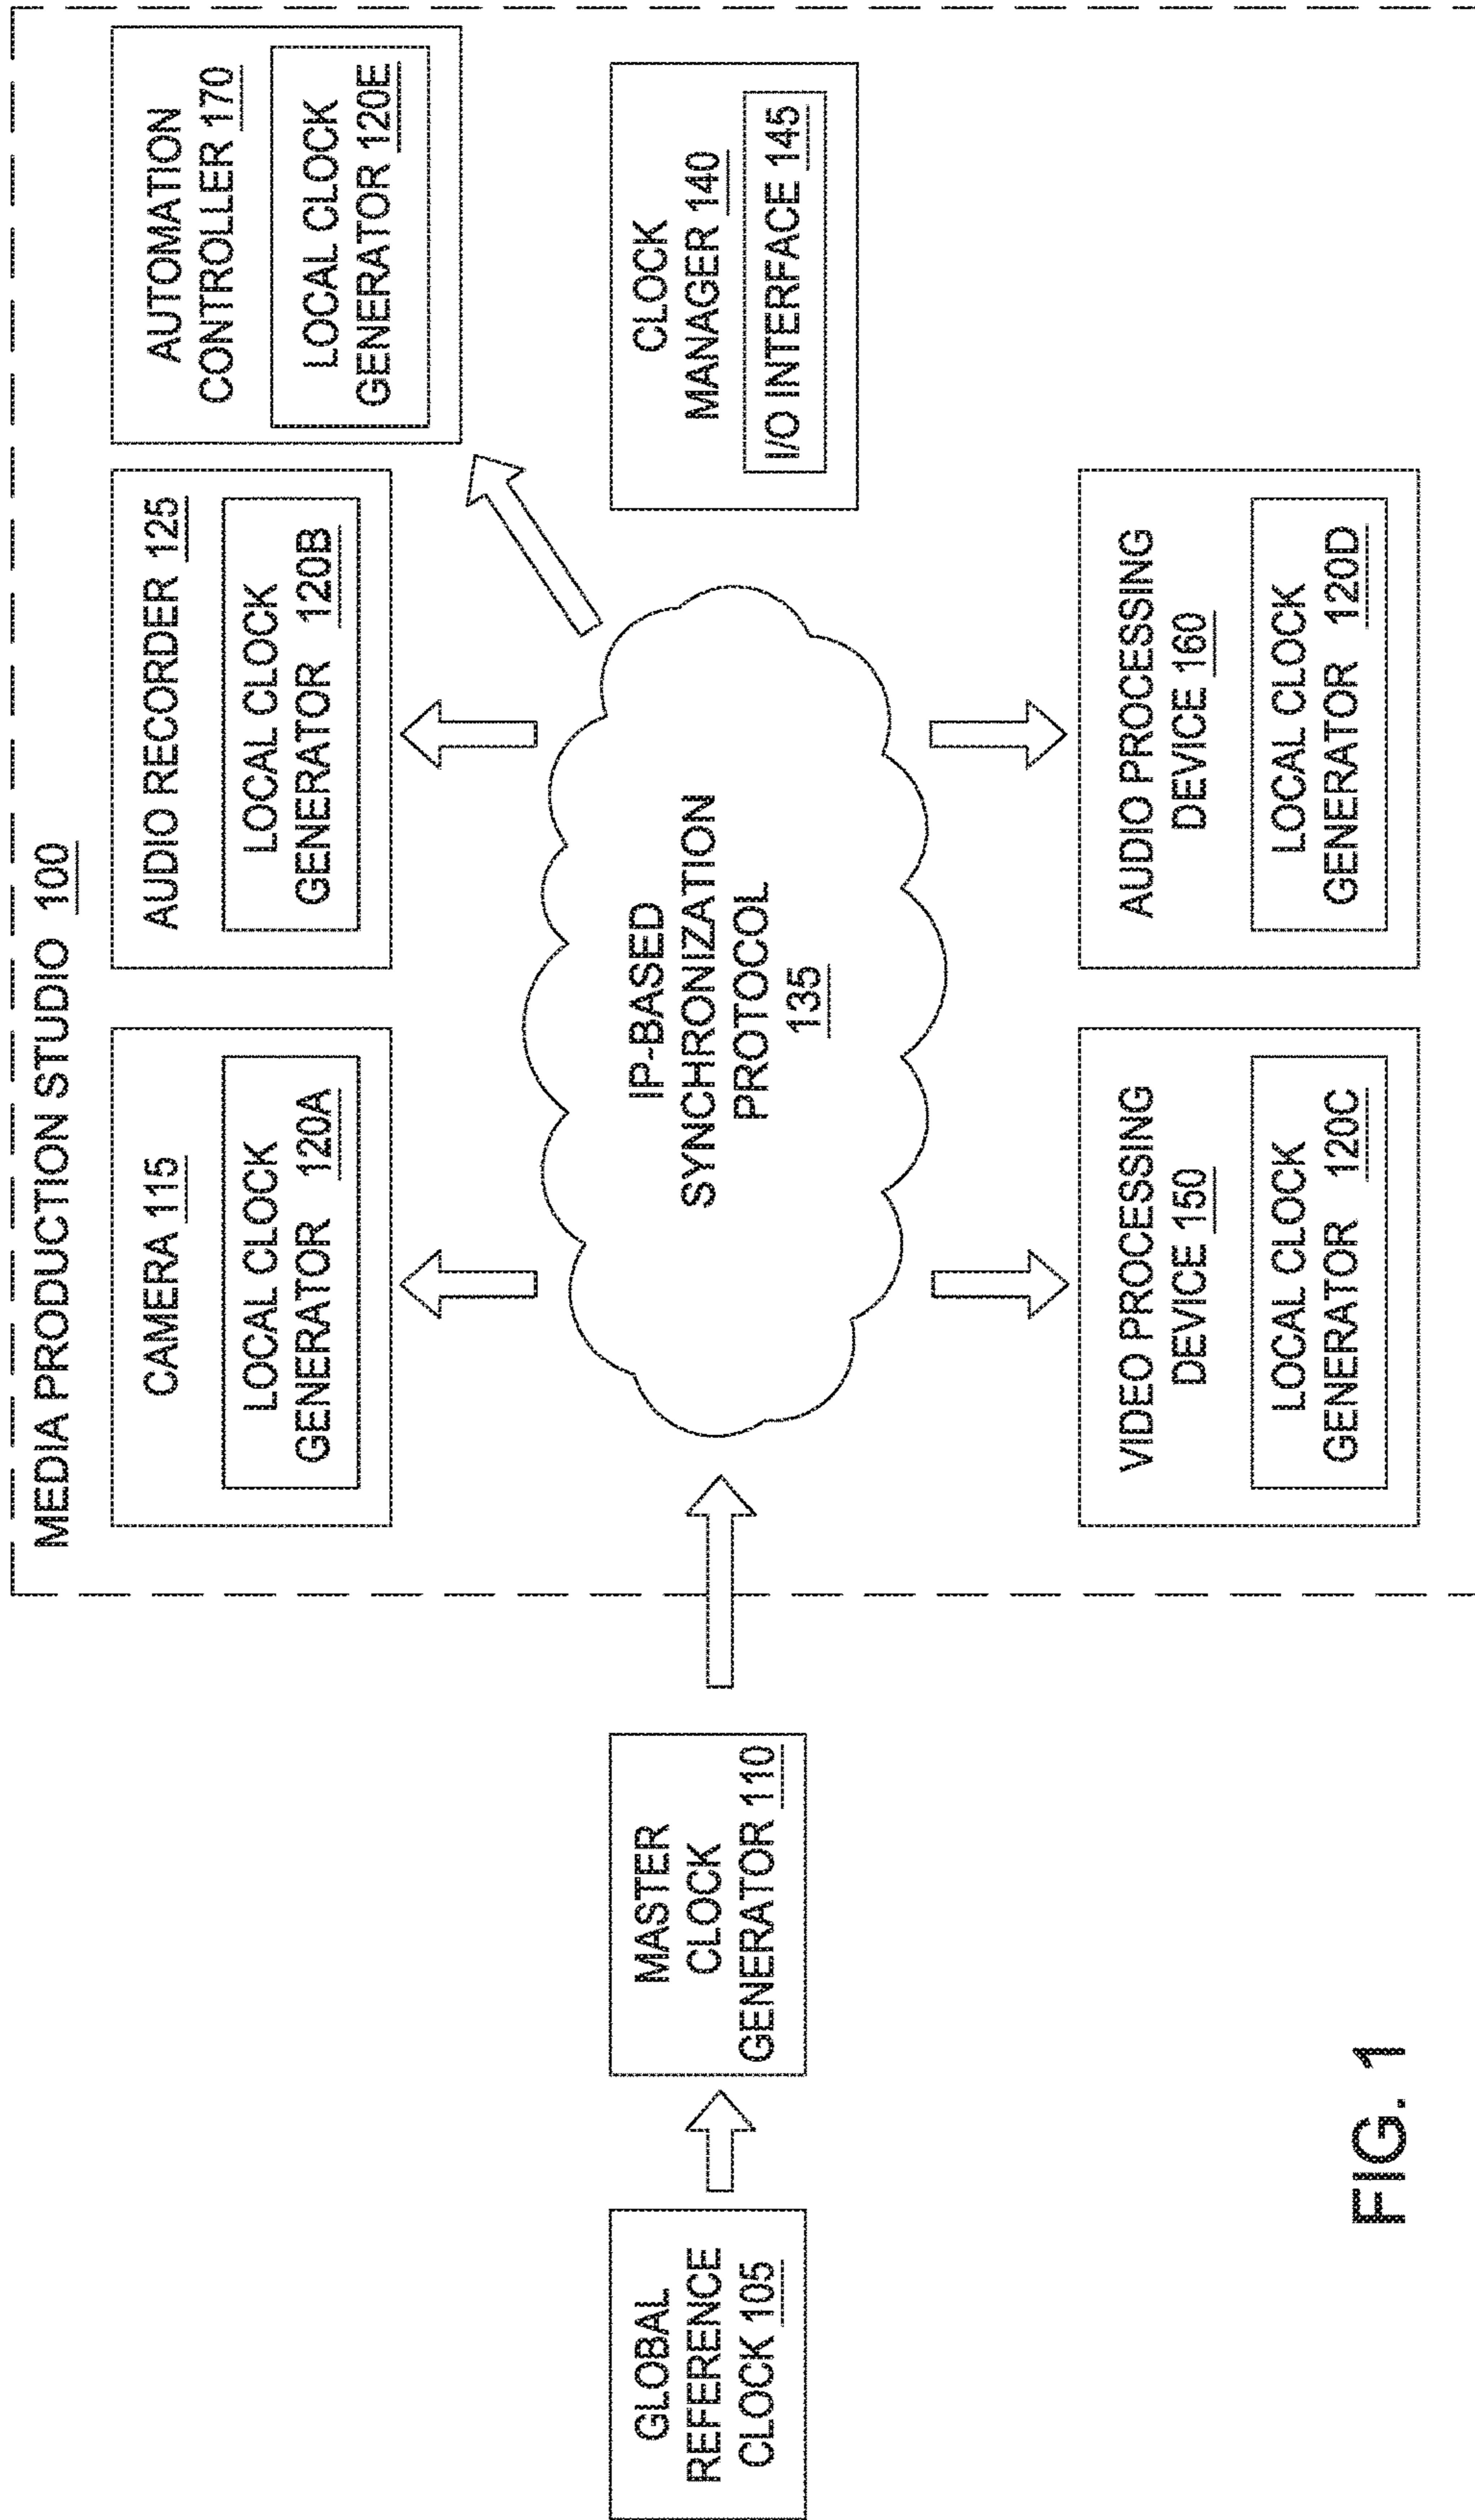 MEDIA PRODUCTION STUDIO 100
CAMERA 115
LOCAL CLOCK
GENERATOR 120A
AUDIO RECORDER 125
LOCAL CLOCK
GENERATOR 120B
AUTOMATION
CONTROLLER 170
LOCAL CLOCK
GENERATOR 120E
GLOBAL
REFERENCE
CLOCK 105
MASTER
CLOCK
GENERATOR 110
IP-BASED
SYNCHRONIZATION
PROTOCOL
135
CLOCK
MANAGER 140
I/O INTERFACE 145
VIDEO PROCESSING
DEVICE 150
LOCAL CLOCK
GENERATOR 120C
AUDIO PROCESSING
DEVICE 160
LOCAL CLOCK
GENERATOR 120D
FIG. 1